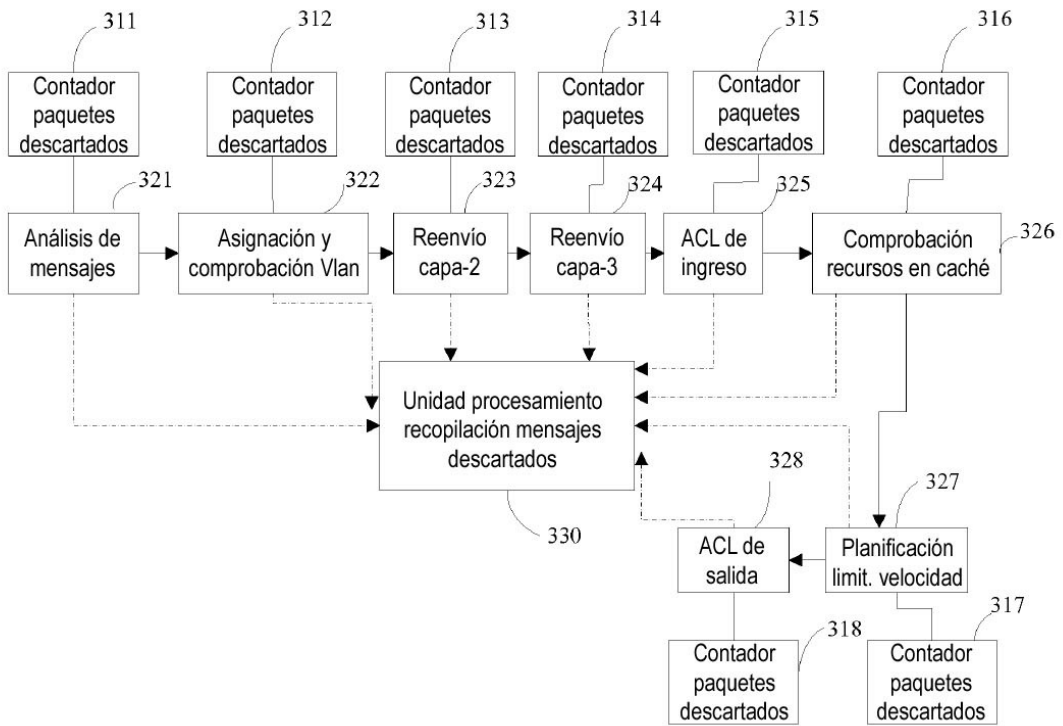 311
312
313
314
315
316
Contador
paquetes
descartados
Contador
paquetes
descartados
Contador
paquetes
descartados
Contador
paquetes
descartados
Contador
paquetes
descartados
Contador
paquetes
descartados
321
322
323
324
325
326
Análisis de
mensajes
Asignación y
comprobación Vlan
Reenvío
capa-2
Reenvío
capa-3
ACL de
ingreso
Comprobación
recursos en caché
Unidad procesamiento
recopilación mensajes
descartados
330
328
327
ACL de
salida
Planificación
limit. velocidad
318
317
Contador
paquetes
descartados
Contador
paquetes
descartados